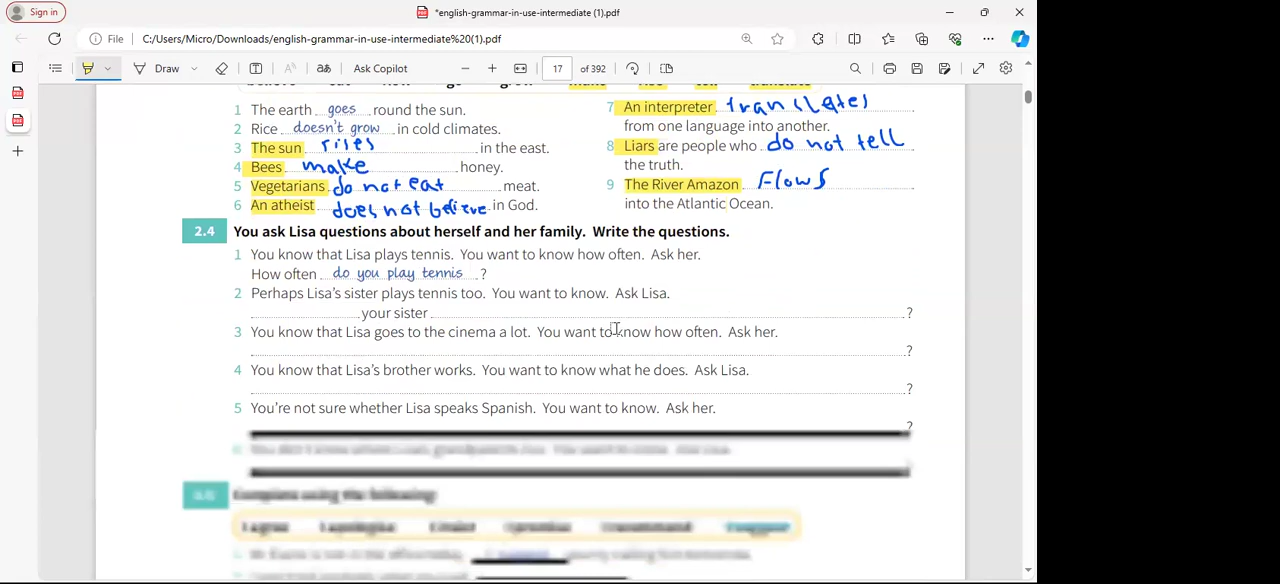 Sign in
*english-grammar-in-use-intermediate (1).pdf
File C:/Users/Micro/Downloads/english-grammar-in-use-intermediate%20(1).pdf
Draw
Ask Copilot
17 of 392
1 The earth goes round the sun.
2 Rice doesn't grow in cold climates.
3 The sun rises in the east.
4 Bees make honey.
5 Vegetarians do not eat meat.
6 An atheist does not believe in God.
7 An interpreter translates
from one language into another.
8 Liars are people who do not tell
the truth.
9 The River Amazon Flows
into the Atlantic Ocean.
2.4 You ask Lisa questions about herself and her family. Write the questions.
1 You know that Lisa plays tennis. You want to know how often. Ask her.
How often do you play tennis ?
2 Perhaps Lisa's sister plays tennis too. You want to know. Ask Lisa.
your sister ?
3 You know that Lisa goes to the cinema a lot. You want to know how often. Ask her.
?
4 You know that Lisa's brother works. You want to know what he does. Ask Lisa.
?
5 You're not sure whether Lisa speaks Spanish. You want to know. Ask her.
?